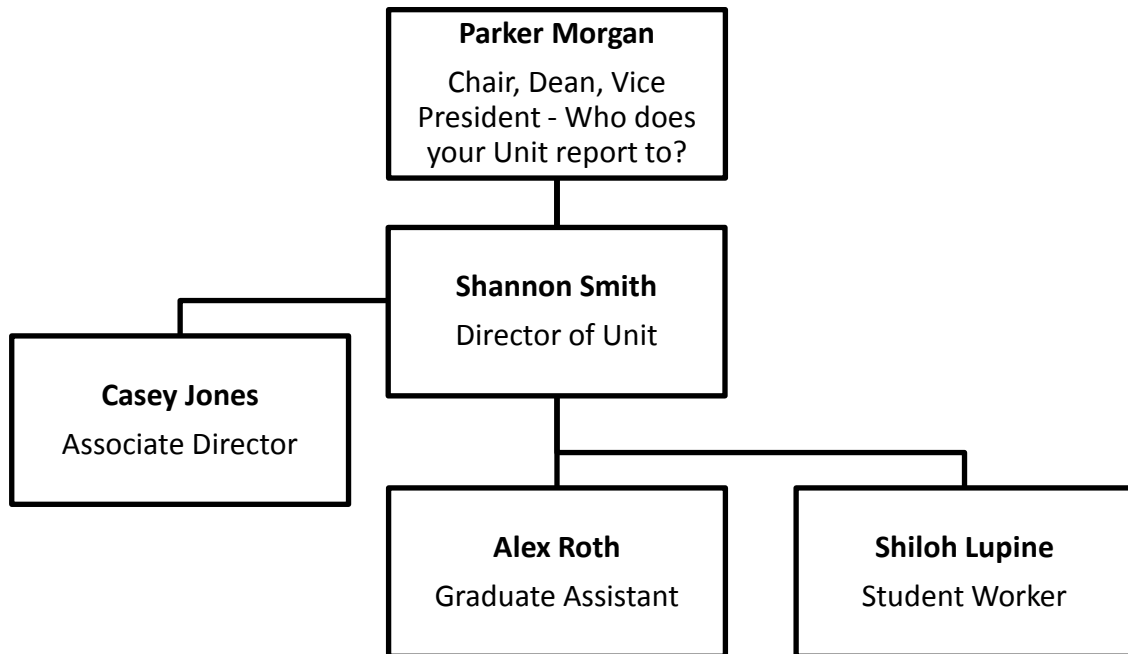 Parker Morgan
Chair, Dean, Vice
President - Who does
your Unit report to?
Shannon Smith
Director of Unit
Casey Jones
Associate Director
Alex Roth
Graduate Assistant
Shiloh Lupine
Student Worker